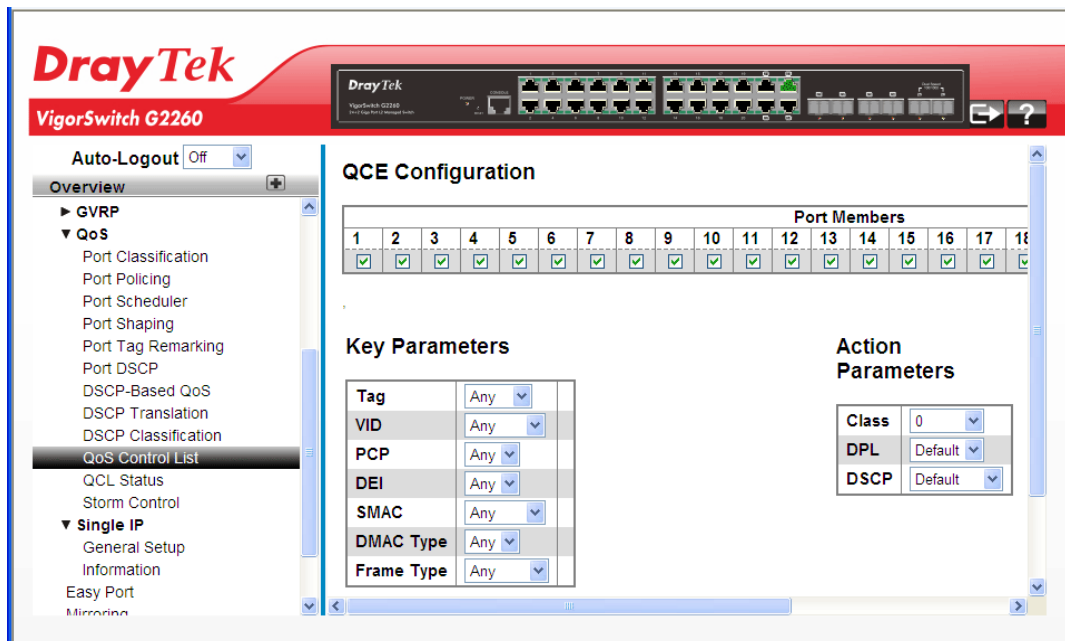 DrayTek
VigorSwitch G2260
DrayTek
VigorSwitch G2260
CONSOLE
POWER
Auto-Logout Off
Overview
► GVRP
▼ QoS
Port Classification
Port Policing
Port Scheduler
Port Shaping
Port Tag Remarking
Port DSCP
DSCP-Based QoS
DSCP Translation
DSCP Classification
QoS Control List
QCL Status
Storm Control
▼ Single IP
General Setup
Information
Easy Port
Mirroring
?
QCE Configuration
Port Members
1 2 3 4 5 6 7 8 9 10 11 12 13 14 15 16 17 18
Key Parameters
Tag Any
VID Any
PCP Any
DEI Any
SMAC Any
DMAC Type Any
Frame Type Any
Action
Parameters
Class 0
DPL Default
DSCP Default